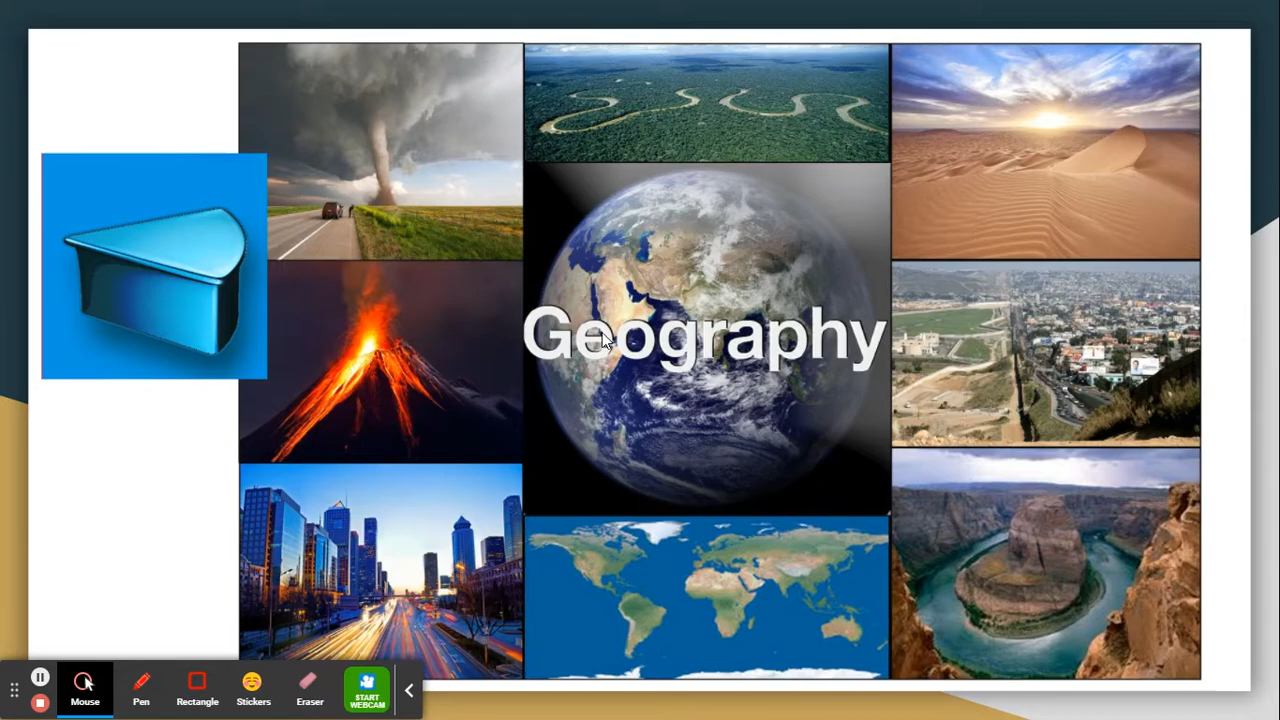 Geography
Mouse
Pen
Rectangle
Stickers
Eraser
START
WEBCAM